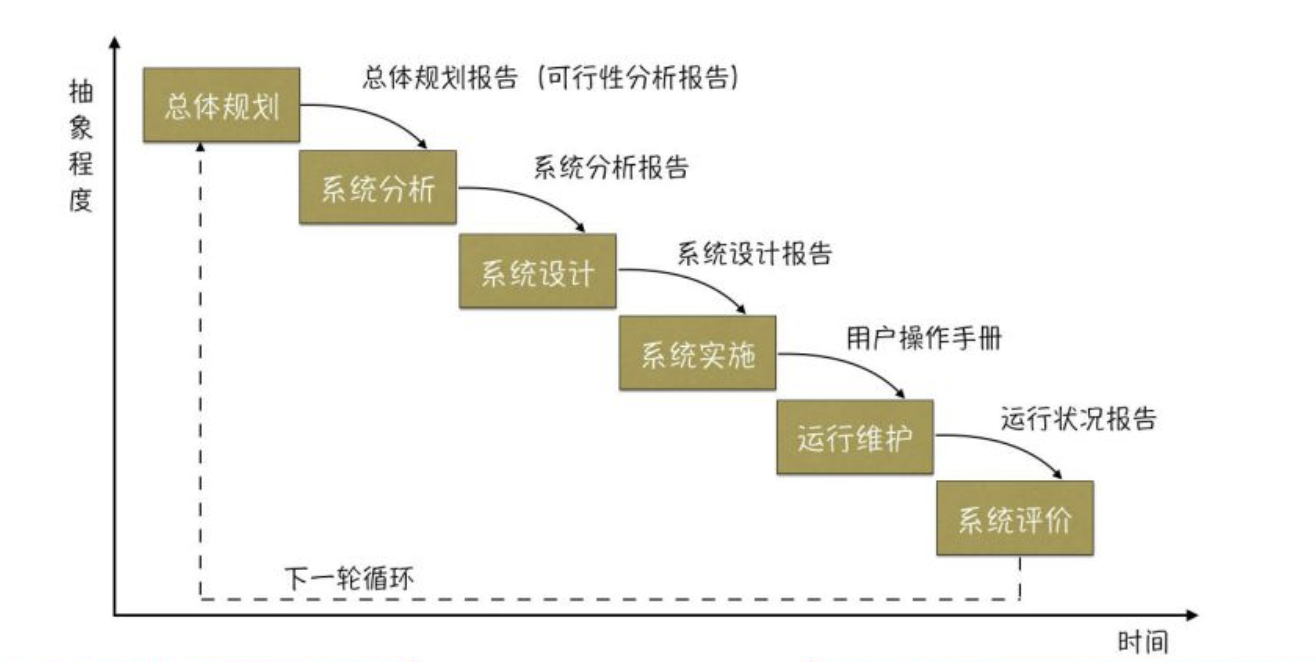 抽象程度
总体规划
总体规划报告（可行性分析报告）
系统分析
系统分析报告
系统设计
系统设计报告
系统实施
用户操作手册
运行维护
运行状况报告
系统评价
下一轮循环
时间